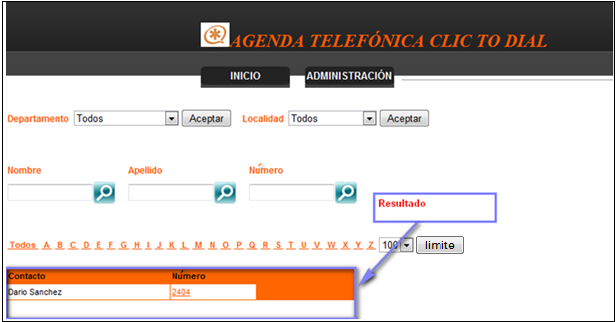 AGENDA TELEFÓNICA CLIC TO DIAL
INICIO ADMINISTRACIÓN
Departamento Todos Aceptar Localidad Todos Aceptar
Nombre Apellido Número
Resultado
Todos A B C D E F G H I J K L M N O P Q R S T U V W X Y Z 100 limite
Contacto Número
Dario Sanchez 2404